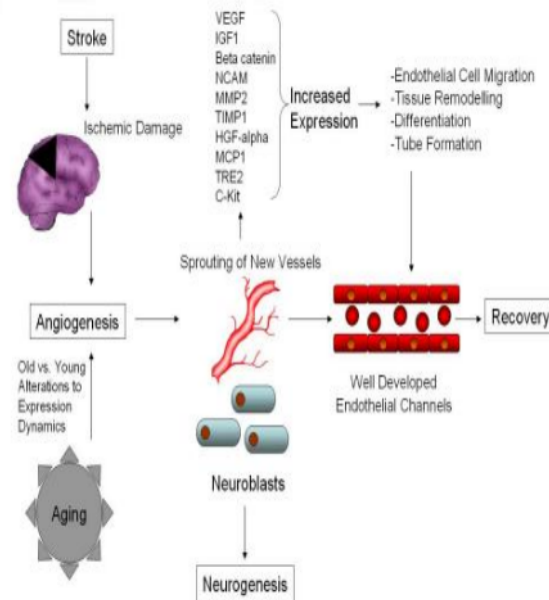 Stroke
Ischemic Damage
VEGF
IGF1
Beta catenin
NCAM
MMP2
TIMP1
HGF-alpha
MCP1
TRE2
C-Kit
Increased
Expression
-Endothelial Cell Migration
-Tissue Remodelling
-Differentiation
-Tube Formation
Sprouting of New Vessels
Angiogenesis
Recovery
Old vs. Young
Alterations to
Expression
Dynamics
Well Developed
Endothelial Channels
Aging
Neuroblasts
Neurogenesis